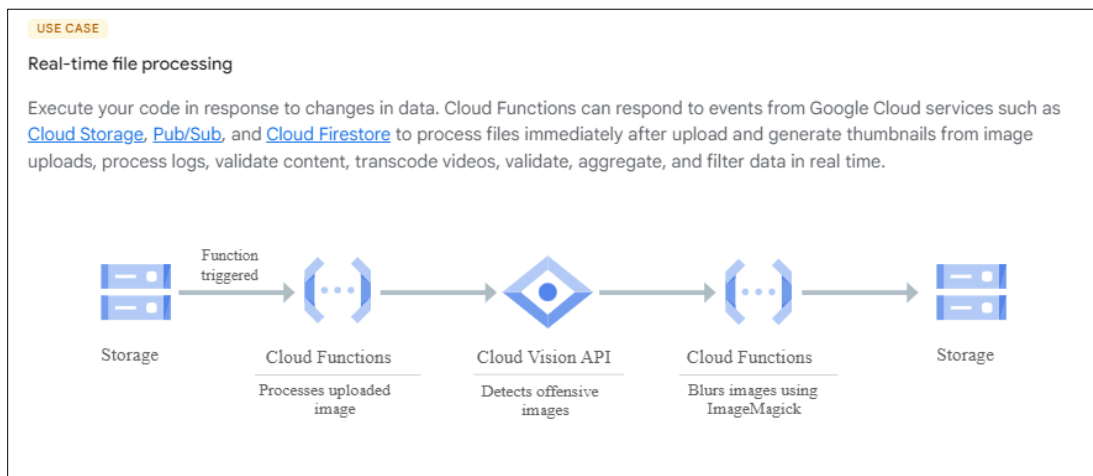 USE CASE
Real-time file processing
Execute your code in response to changes in data. Cloud Functions can respond to events from Google Cloud services such as
Cloud Storage, Pub/Sub, and Cloud Firestore to process files immediately after upload and generate thumbnails from image
uploads, process logs, validate content, transcode videos, validate, aggregate, and filter data in real time.
Function
triggered
Storage
Cloud Functions
Processes uploaded
image
Cloud Vision API
Detects offensive
images
Cloud Functions
Blurs images using
ImageMagick
Storage